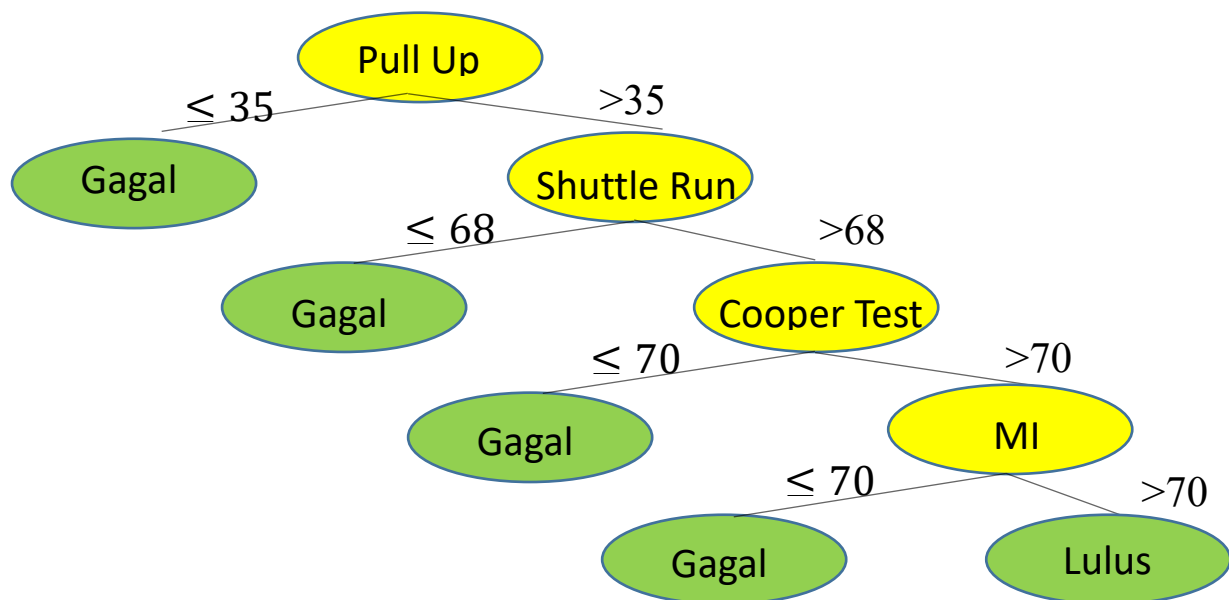 Pull Up
≤ 35
>35
Gagal
Shuttle Run
≤ 68
>68
Gagal
Cooper Test
≤ 70
>70
Gagal
MI
≤ 70
>70
Gagal
Lulus